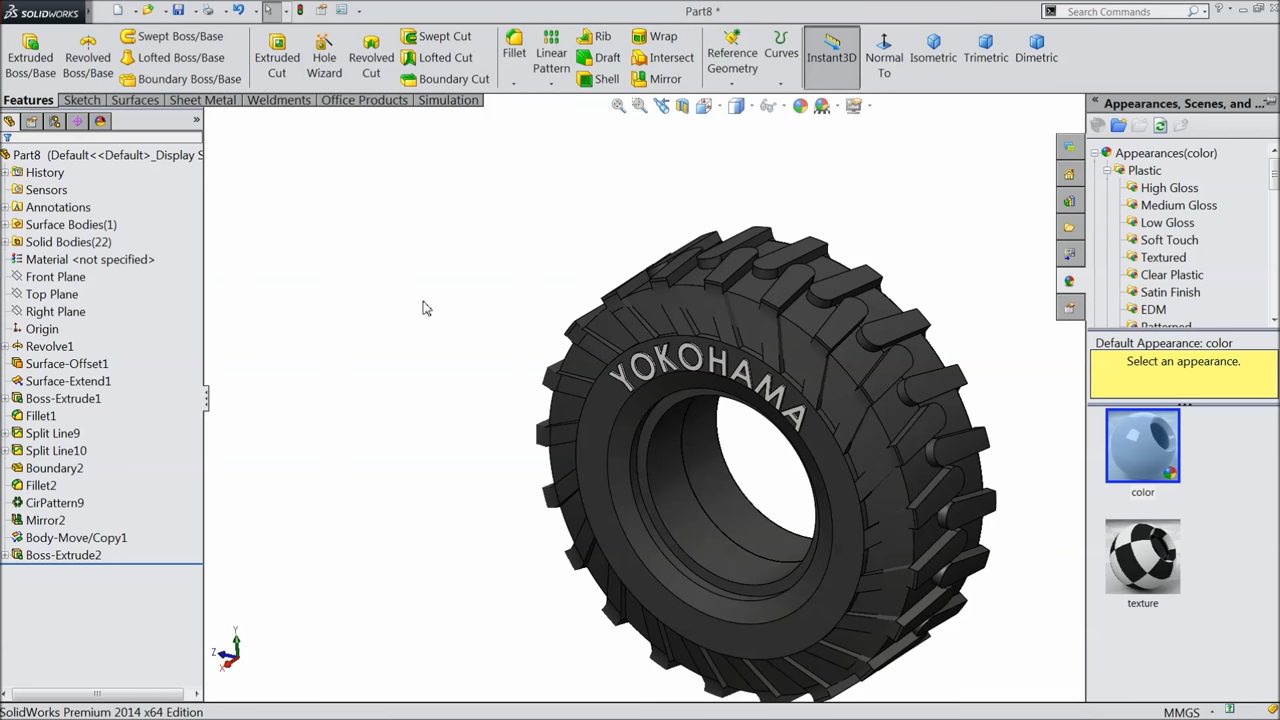 SOLIDWORKS
Part8 *
Search Commands
Extruded Boss/Base
Revolved Boss/Base
Swept Boss/Base
Lofted Boss/Base
Boundary Boss/Base
Extruded Cut
Hole Wizard
Revolved Cut
Swept Cut
Lofted Cut
Boundary Cut
Fillet
Linear Pattern
Rib
Draft
Shell
Wrap
Intersect
Mirror
Reference Geometry
Curves
Instant3D
Normal To
Isometric
Trimetric
Dimetric
Features Sketch Surfaces Sheet Metal Weldments Office Products Simulation
Part8 (Default<<Default>_Display S
History
Sensors
Annotations
Surface Bodies(1)
Solid Bodies(22)
Material <not specified>
Front Plane
Top Plane
Right Plane
Origin
Revolve1
Surface-Offset1
Surface-Extend1
Boss-Extrude1
Fillet1
Split Line9
Split Line10
Boundary2
Fillet2
CirPattern9
Mirror2
Body-Move/Copy1
Boss-Extrude2
YOKOHAMA
Y
Z
X
Appearances, Scenes, and ...
Appearances(color)
Plastic
High Gloss
Medium Gloss
Low Gloss
Soft Touch
Textured
Clear Plastic
Satin Finish
EDM
Patterned
Default Appearance: color
Select an appearance.
color
texture
SolidWorks Premium 2014 x64 Edition
MMGS